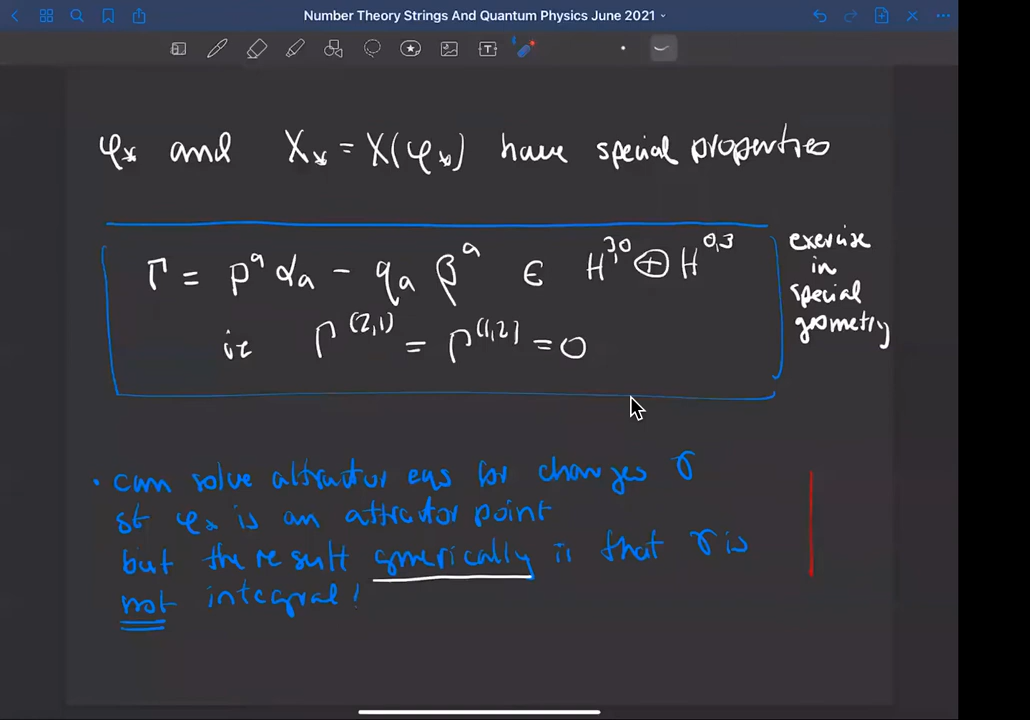 Number Theory Strings And Quantum Physics June 2021
φ* and X* = X(φ*) have special properties
Γ = p^a α_a − q_a β^a ∈ H^{3,0} ⊕ H^{0,3}
ie Γ^{(2,1)} = Γ^{(1,2)} = 0
exercise
in
special
geometry
• can solve attractor eqs for charges γ
st φ* is an attractor point
but the result generically is that γ is
not integral!